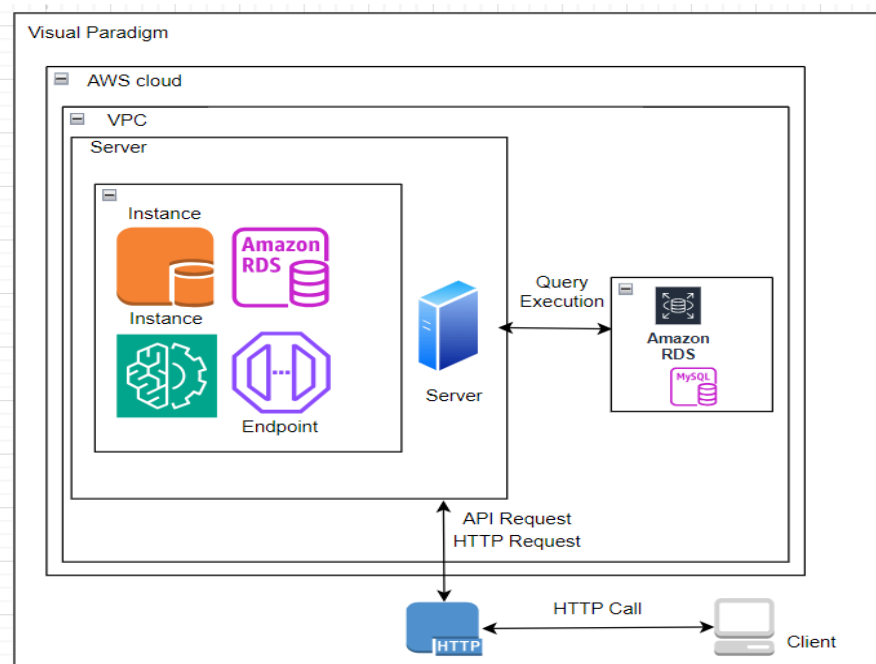 Visual Paradigm
AWS cloud
VPC
Server
Instance
Amazon
RDS
Instance
Endpoint
Server
Query
Execution
Amazon
RDS
MySQL
API Request
HTTP Request
HTTP
HTTP Call
Client